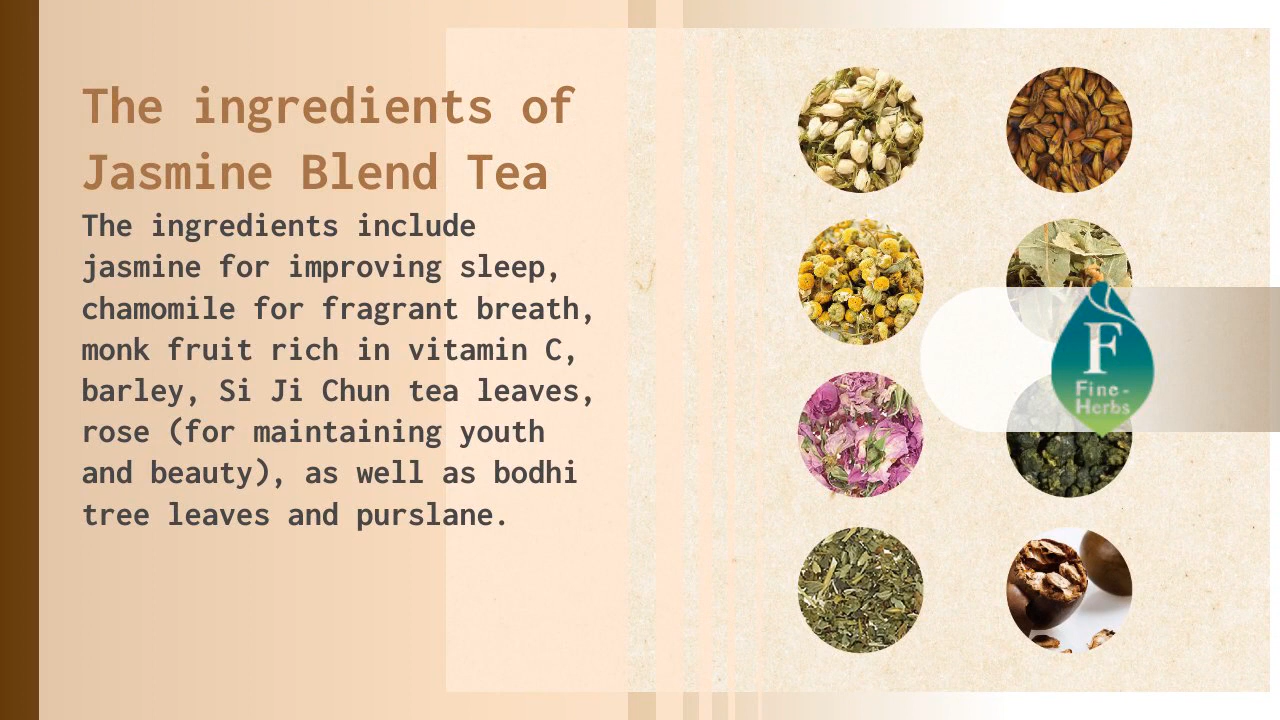 The ingredients of
Jasmine Blend Tea
The ingredients include
jasmine for improving sleep,
chamomile for fragrant breath,
monk fruit rich in vitamin C,
barley, Si Ji Chun tea leaves,
rose (for maintaining youth
and beauty), as well as bodhi
tree leaves and purslane.
F
Fine-
Herbs